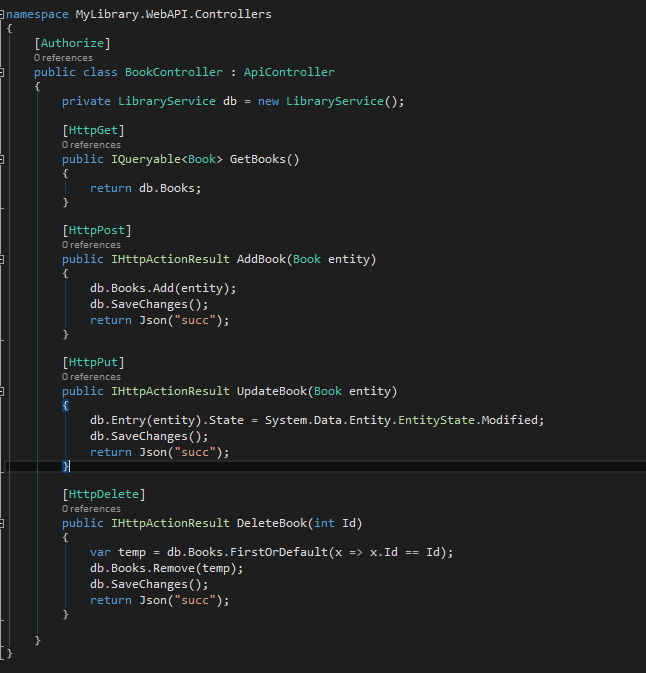 namespace MyLibrary.WebAPI.Controllers
{
[Authorize]
0 references
public class BookController : ApiController
{
private LibraryService db = new LibraryService();
[HttpGet]
0 references
public IQueryable<Book> GetBooks()
{
return db.Books;
}
[HttpPost]
0 references
public IHttpActionResult AddBook(Book entity)
{
db.Books.Add(entity);
db.SaveChanges();
return Json("succ");
}
[HttpPut]
0 references
public IHttpActionResult UpdateBook(Book entity)
{
db.Entry(entity).State = System.Data.Entity.EntityState.Modified;
db.SaveChanges();
return Json("succ");
}
[HttpDelete]
0 references
public IHttpActionResult DeleteBook(int Id)
{
var temp = db.Books.FirstOrDefault(x => x.Id == Id);
db.Books.Remove(temp);
db.SaveChanges();
return Json("succ");
}
}
}